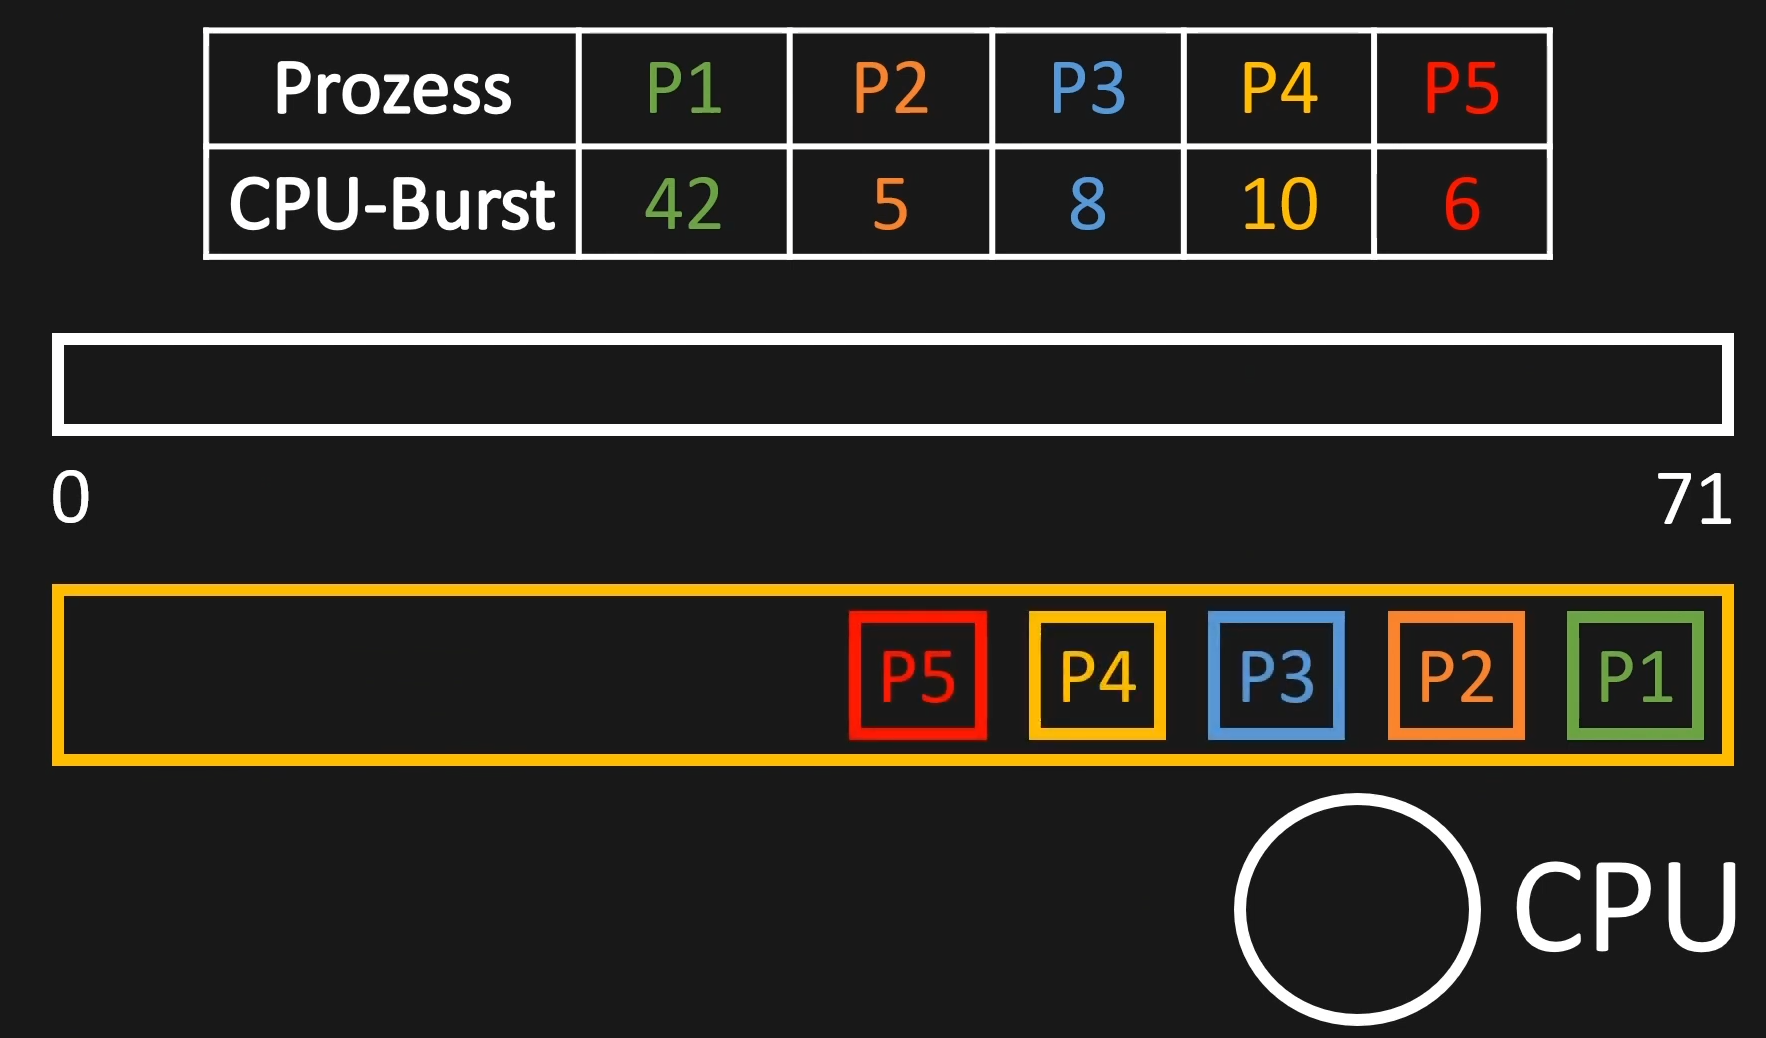 Prozess P1 P2 P3 P4 P5
CPU-Burst 42 5 8 10 6
0 71
P5 P4 P3 P2 P1
CPU